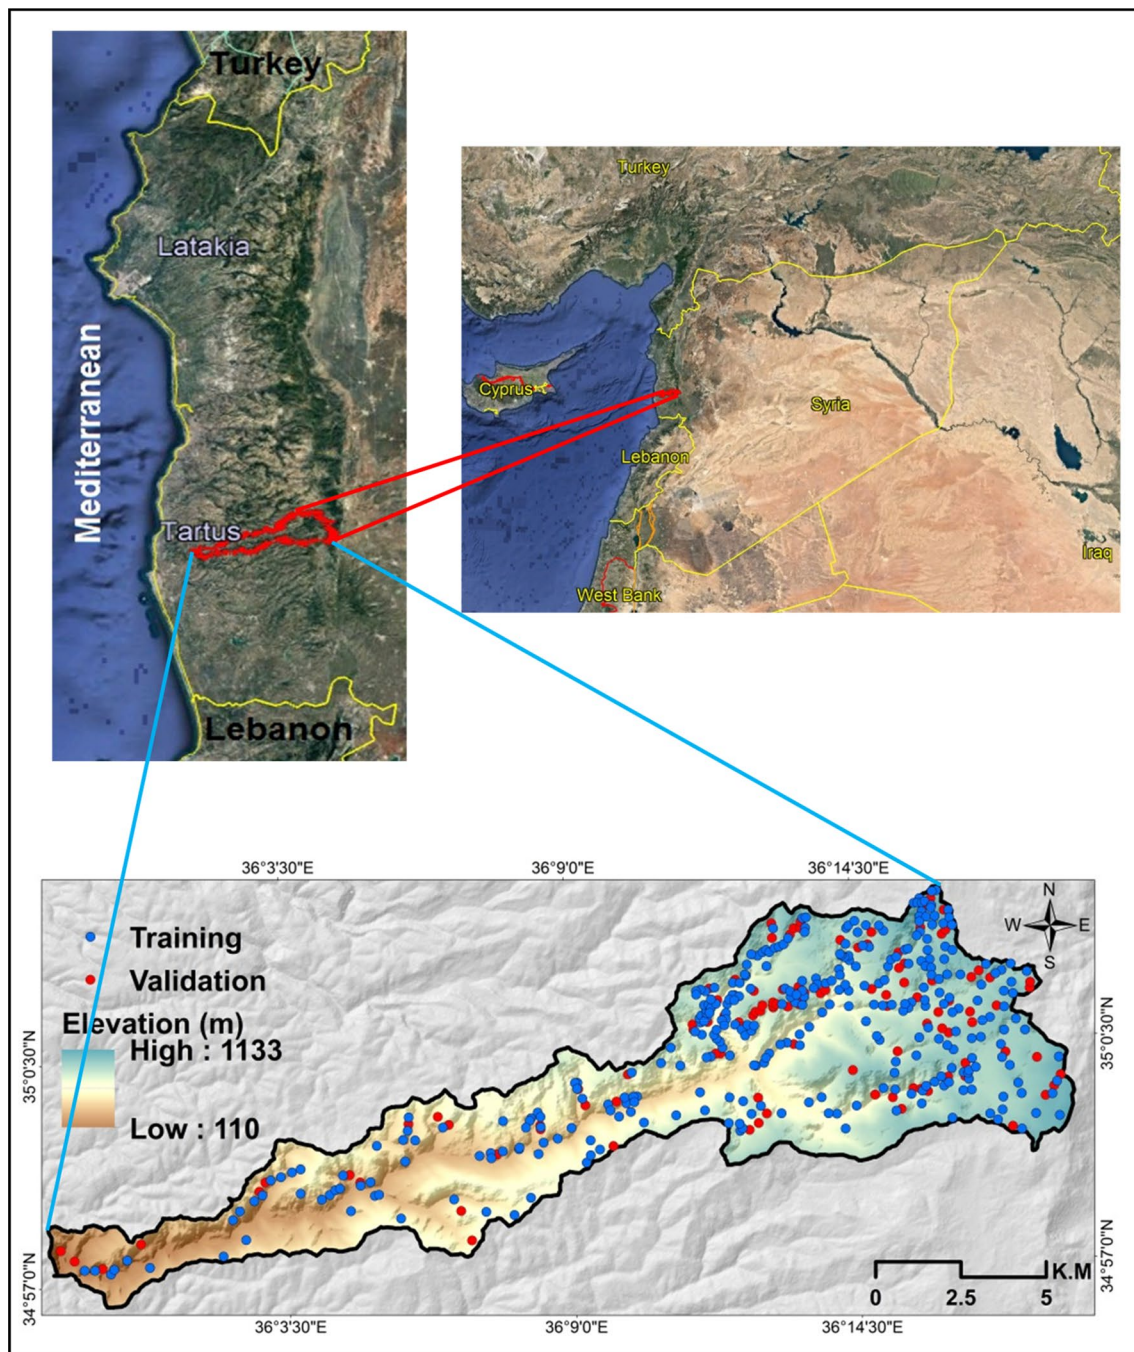 Turkey
Latakia
Mediterranean
Tartus
Lebanon
Turkey
Cyprus
Syria
Lebanon
Iraq
West Bank
36°3'30"E 36°9'0"E 36°14'30"E
Training
Validation
Elevation (m)
High : 1133
Low : 110
N
W E
S
35°0'30"N
35°0'30"N
34°57'0"N
34°57'0"N
K.M
0 2.5 5
36°3'30"E 36°9'0"E 36°14'30"E